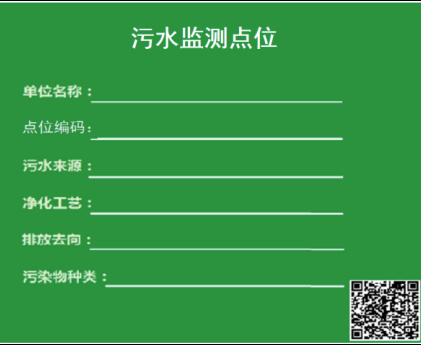 污水监测点位
单位名称：
点位编码：
污水来源：
净化工艺：
排放去向：
污染物种类：